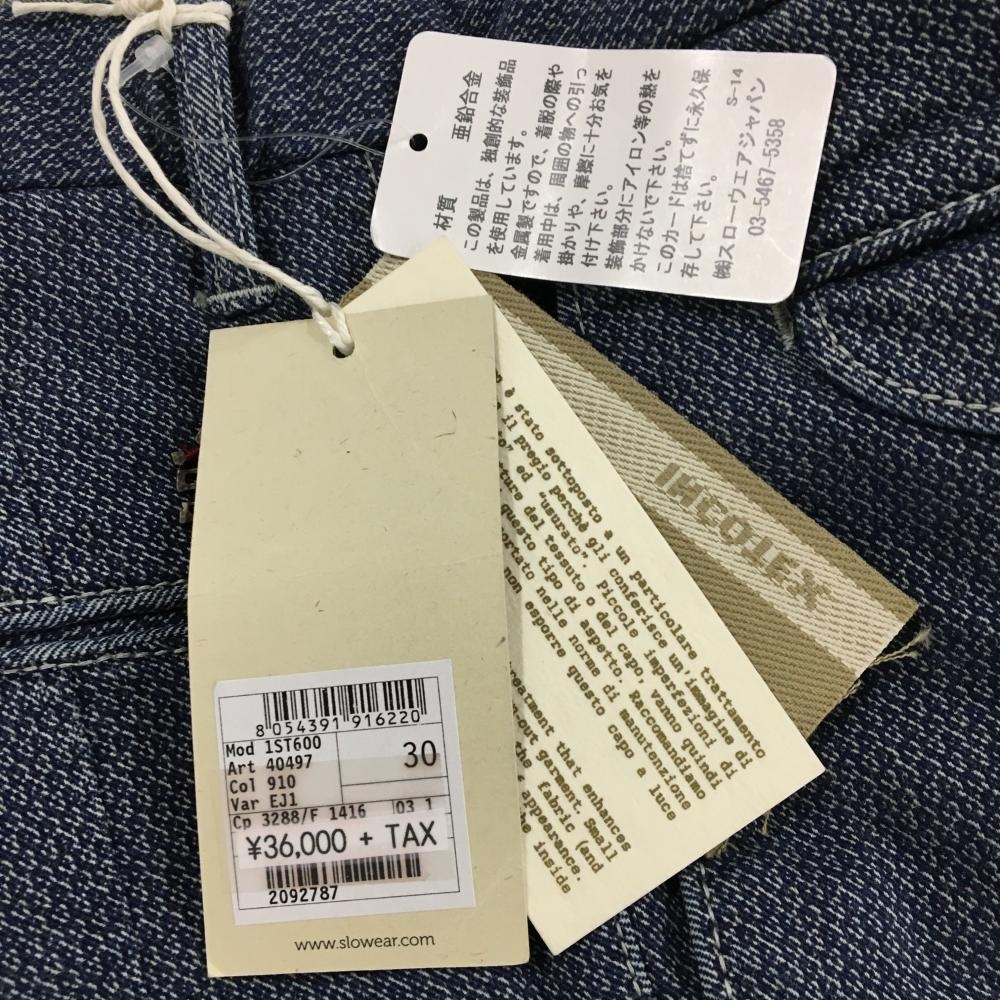 材質 亜鉛合金
この製品は、独創的な装飾品
を使用しています。
金属製ですので、着脱の際や
着用中は、周囲の物への引っ
掛かりや、摩擦に十分お気を
付け下さい。
装飾部分にアイロン等の熱を
かけないで下さい。
このカードは捨てずに永久保
存して下さい。
㈱スローウエアジャパン S-14
03-5467-5358
INCOTEX
è stato sottoposto a un particolare trattamento
il pregio perché gli conferisce un'immagine di
ed "usurato". Piccole imperfezioni di
del tessuto o del capo, vanno quindi
questo tipo di aspetto. Raccomandiamo
nelle norme di manutenzione
non esporre questo capo a luce
that enhances
garment. Small
fabric (and
appearance.
inside
8 054391 916220
Mod 1ST600
Art 40497
Col 910
Var EJ1
30
Cp 3288/F 1416 03 1
¥36,000 + TAX
2092787
www.slowear.com